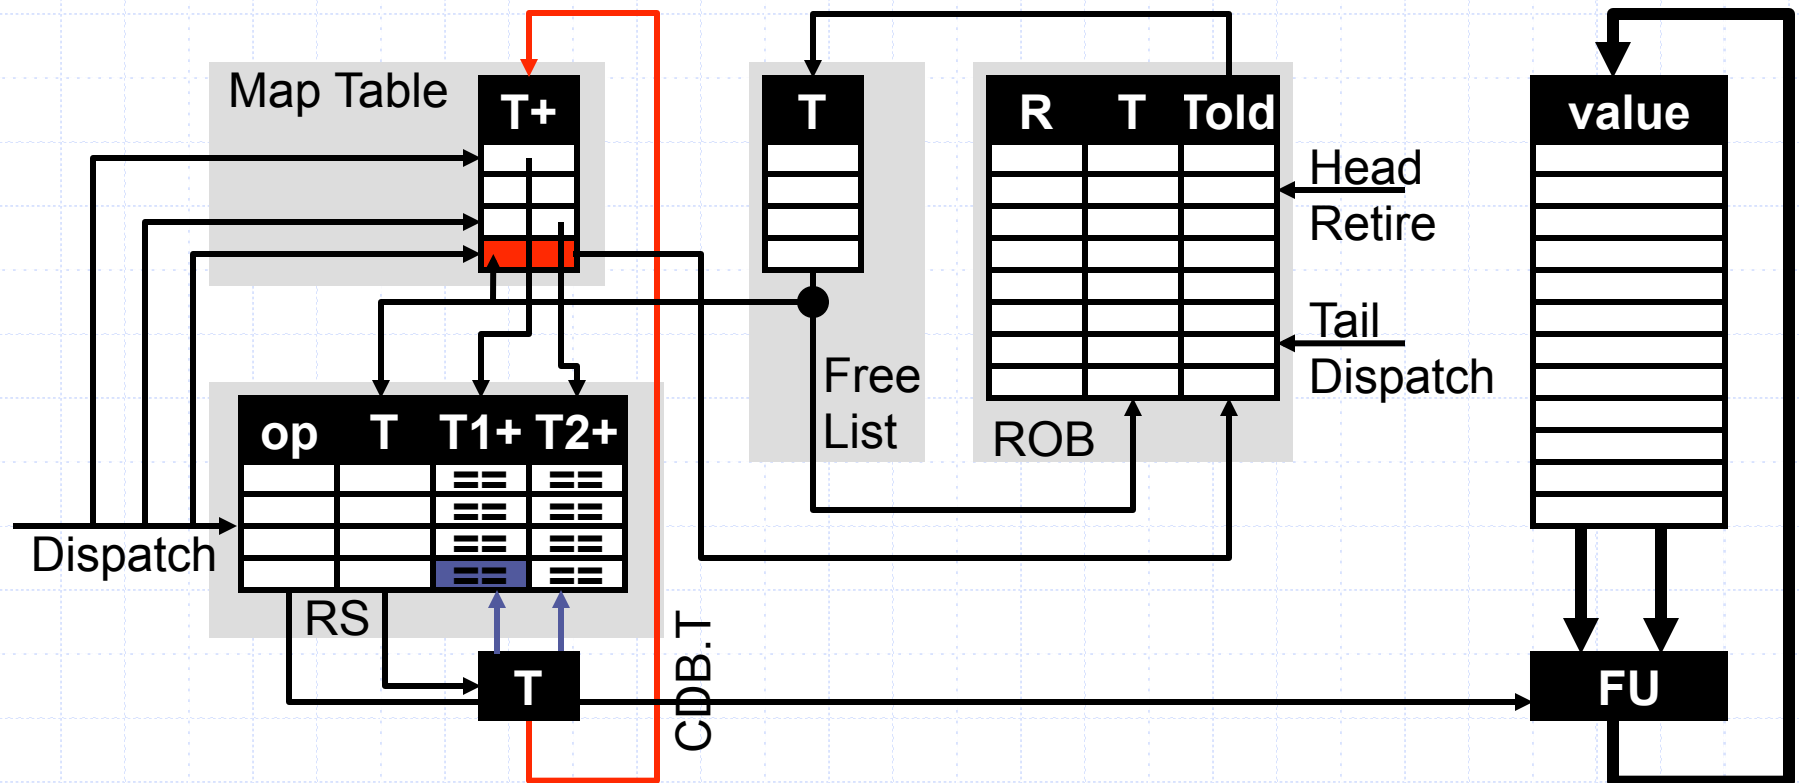 Map Table
T+
T
R T Told
value
Head
Retire
Tail
Dispatch
Free
List
ROB
op T T1+ T2+
== ==
== ==
== ==
== ==
Dispatch
RS
T
CDB.T
FU